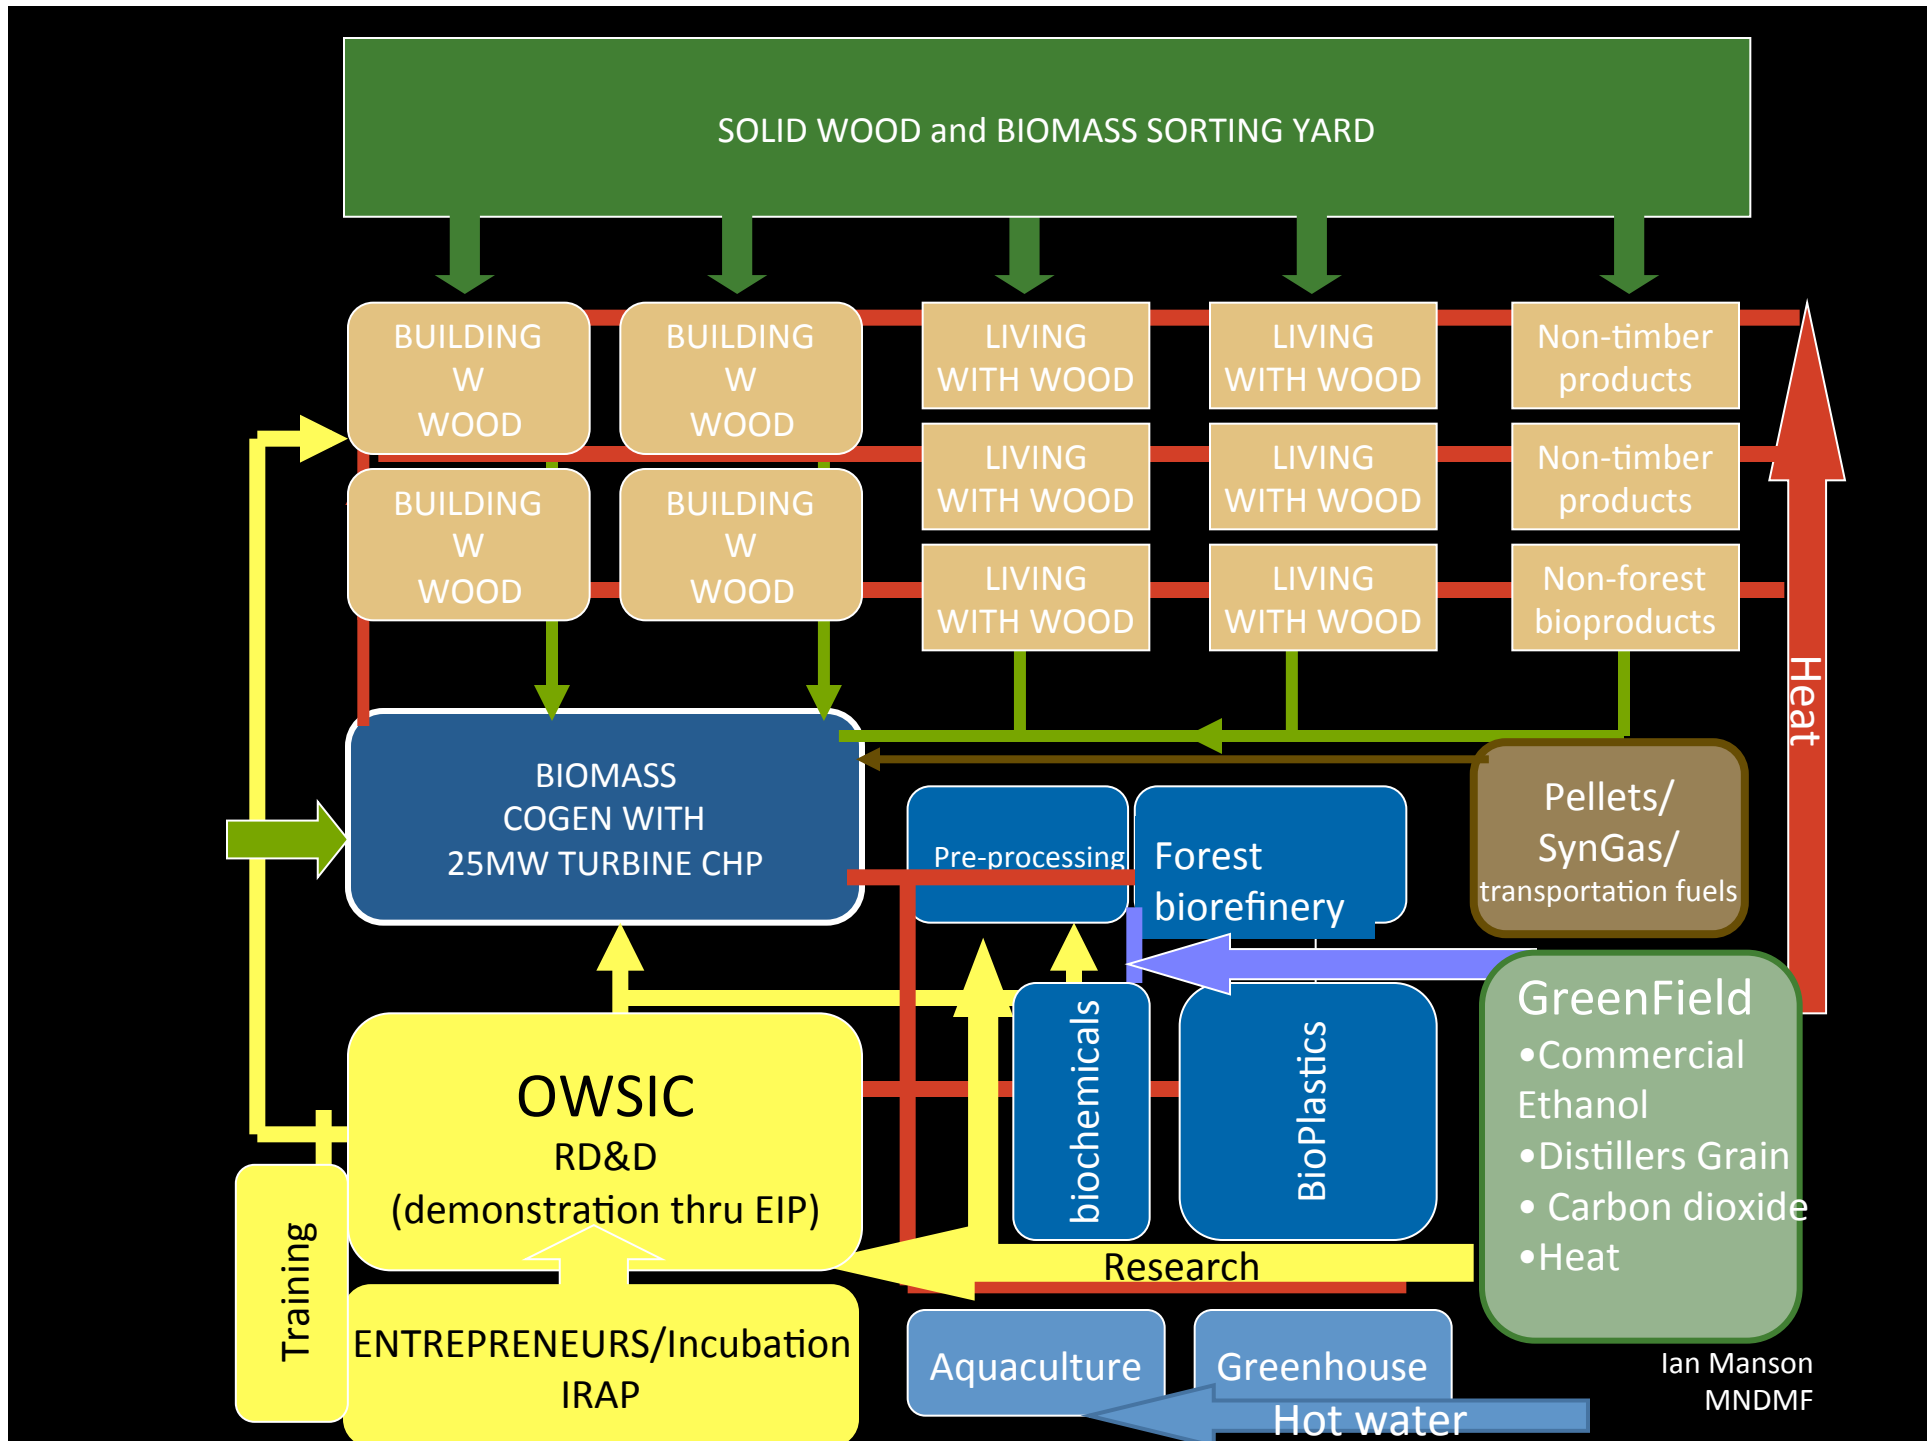 SOLID WOOD and BIOMASS SORTING YARD
BUILDING
W
WOOD
BUILDING
W
WOOD
LIVING
WITH WOOD
LIVING
WITH WOOD
Non-timber
products
LIVING
WITH WOOD
LIVING
WITH WOOD
Non-timber
products
BUILDING
W
WOOD
BUILDING
W
WOOD
LIVING
WITH WOOD
LIVING
WITH WOOD
Non-forest
bioproducts
Heat
BIOMASS
COGEN WITH
25MW TURBINE CHP
Pre-processing
Forest
biorefinery
Pellets/
SynGas/
transportation fuels
OWSIC
RD&D
(demonstration thru EIP)
biochemicals
BioPlastics
GreenField
•Commercial
Ethanol
•Distillers Grain
• Carbon dioxide
•Heat
Training
Research
ENTREPRENEURS/Incubation
IRAP
Aquaculture
Greenhouse
Hot water
Ian Manson
MNDMF